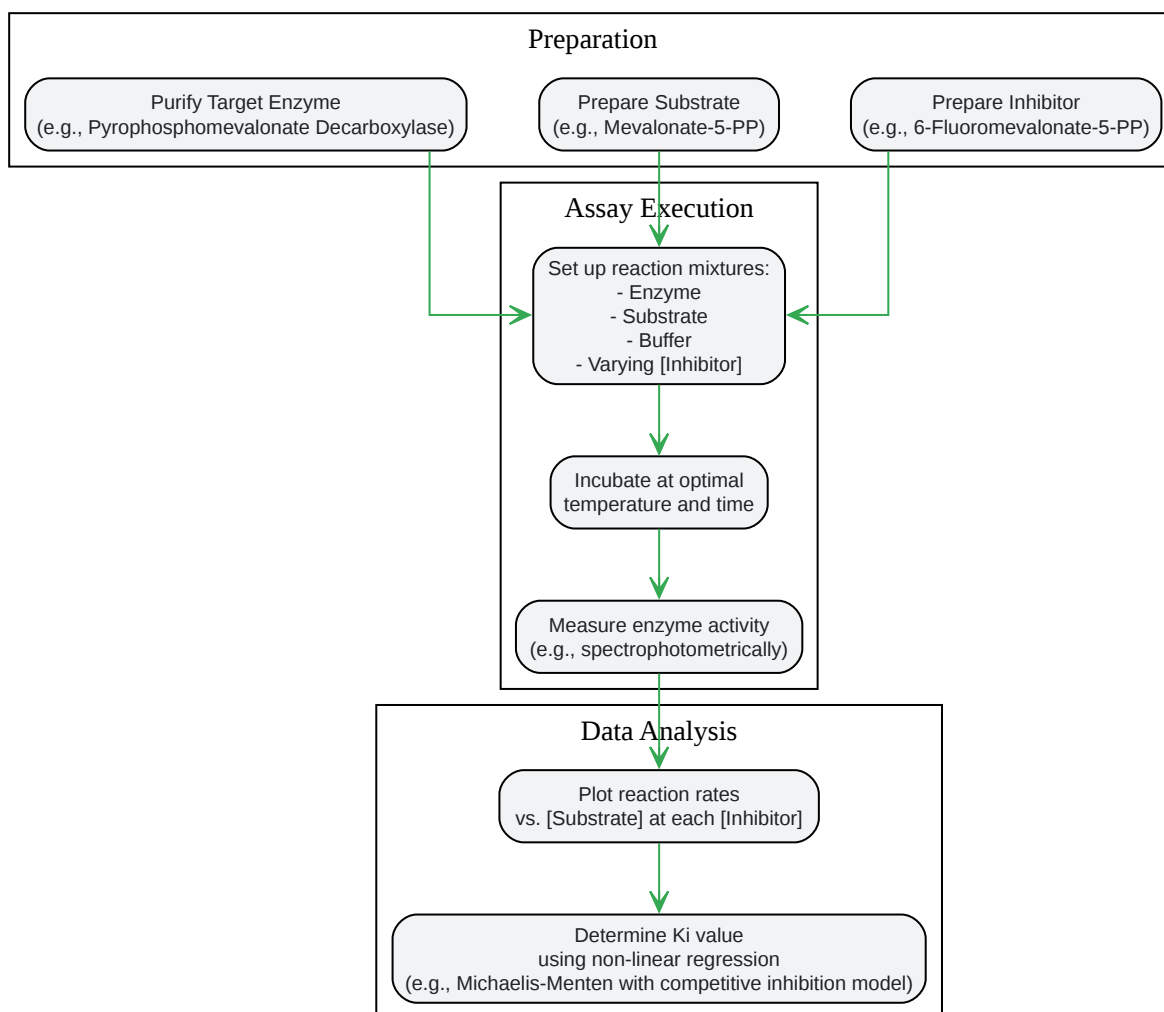 Preparation
Purify Target Enzyme
(e.g., Pyrophosphomevalonate Decarboxylase)
Prepare Substrate
(e.g., Mevalonate-5-PP)
Prepare Inhibitor
(e.g., 6-Fluoromevalonate-5-PP)
Assay Execution
Set up reaction mixtures:
- Enzyme
- Substrate
- Buffer
- Varying [Inhibitor]
Incubate at optimal
temperature and time
Measure enzyme activity
(e.g., spectrophotometrically)
Data Analysis
Plot reaction rates
vs. [Substrate] at each [Inhibitor]
Determine Ki value
using non-linear regression
(e.g., Michaelis-Menten with competitive inhibition model)